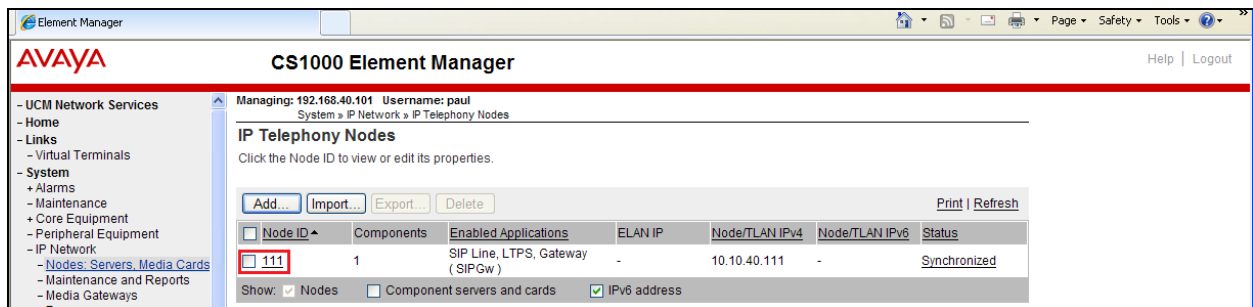 Element Manager
Page Safety Tools
»
AVAYA
CS1000 Element Manager
Help | Logout
- UCM Network Services
- Home
- Links
- Virtual Terminals
- System
+ Alarms
- Maintenance
+ Core Equipment
- Peripheral Equipment
- IP Network
- Nodes: Servers, Media Cards
- Maintenance and Reports
- Media Gateways
Managing: 192.168.40.101 Username: paul
System » IP Network » IP Telephony Nodes
IP Telephony Nodes
Click the Node ID to view or edit its properties.
Add... Import... Export... Delete
Print | Refresh
Node ID Components Enabled Applications ELAN IP Node/TLAN IPv4 Node/TLAN IPv6 Status
111 1 SIP Line, LTPS, Gateway - 10.10.40.111 - Synchronized
( SIPGw )
Show: Nodes Component servers and cards IPv6 address